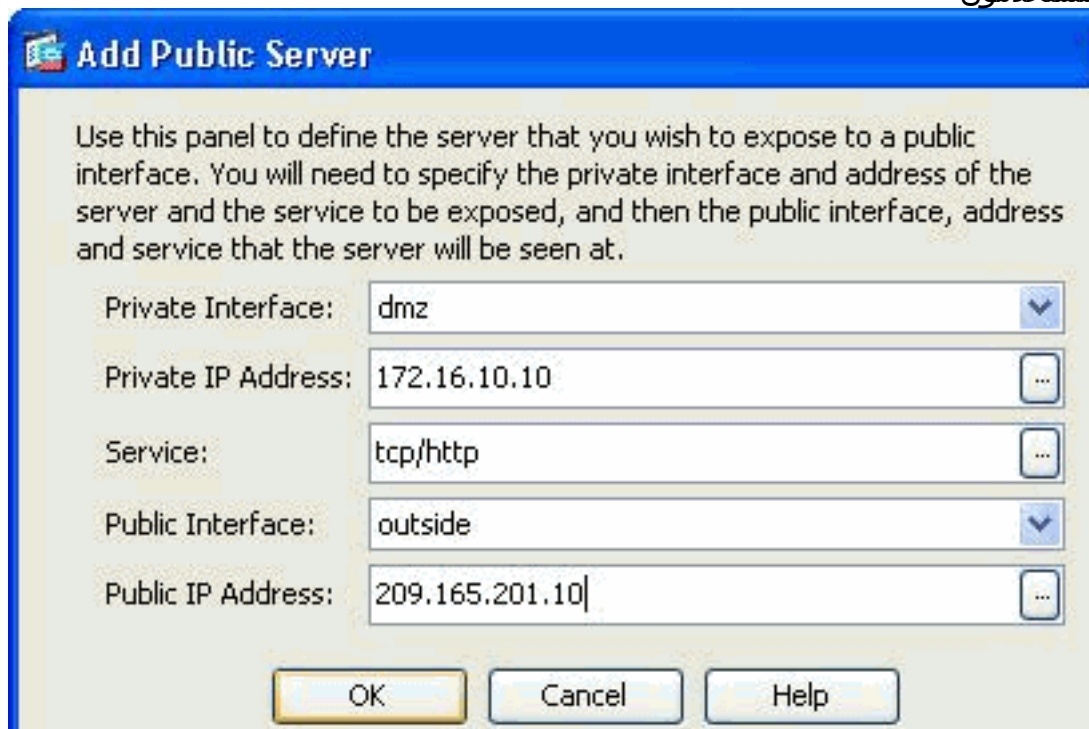 Add Public Server
Use this panel to define the server that you wish to expose to a public
interface. You will need to specify the private interface and address of the
server and the service to be exposed, and then the public interface, address
and service that the server will be seen at.
Private Interface: dmz
Private IP Address: 172.16.10.10 ...
Service: tcp/http ...
Public Interface: outside
Public IP Address: 209.165.201.10 ...
OK Cancel Help